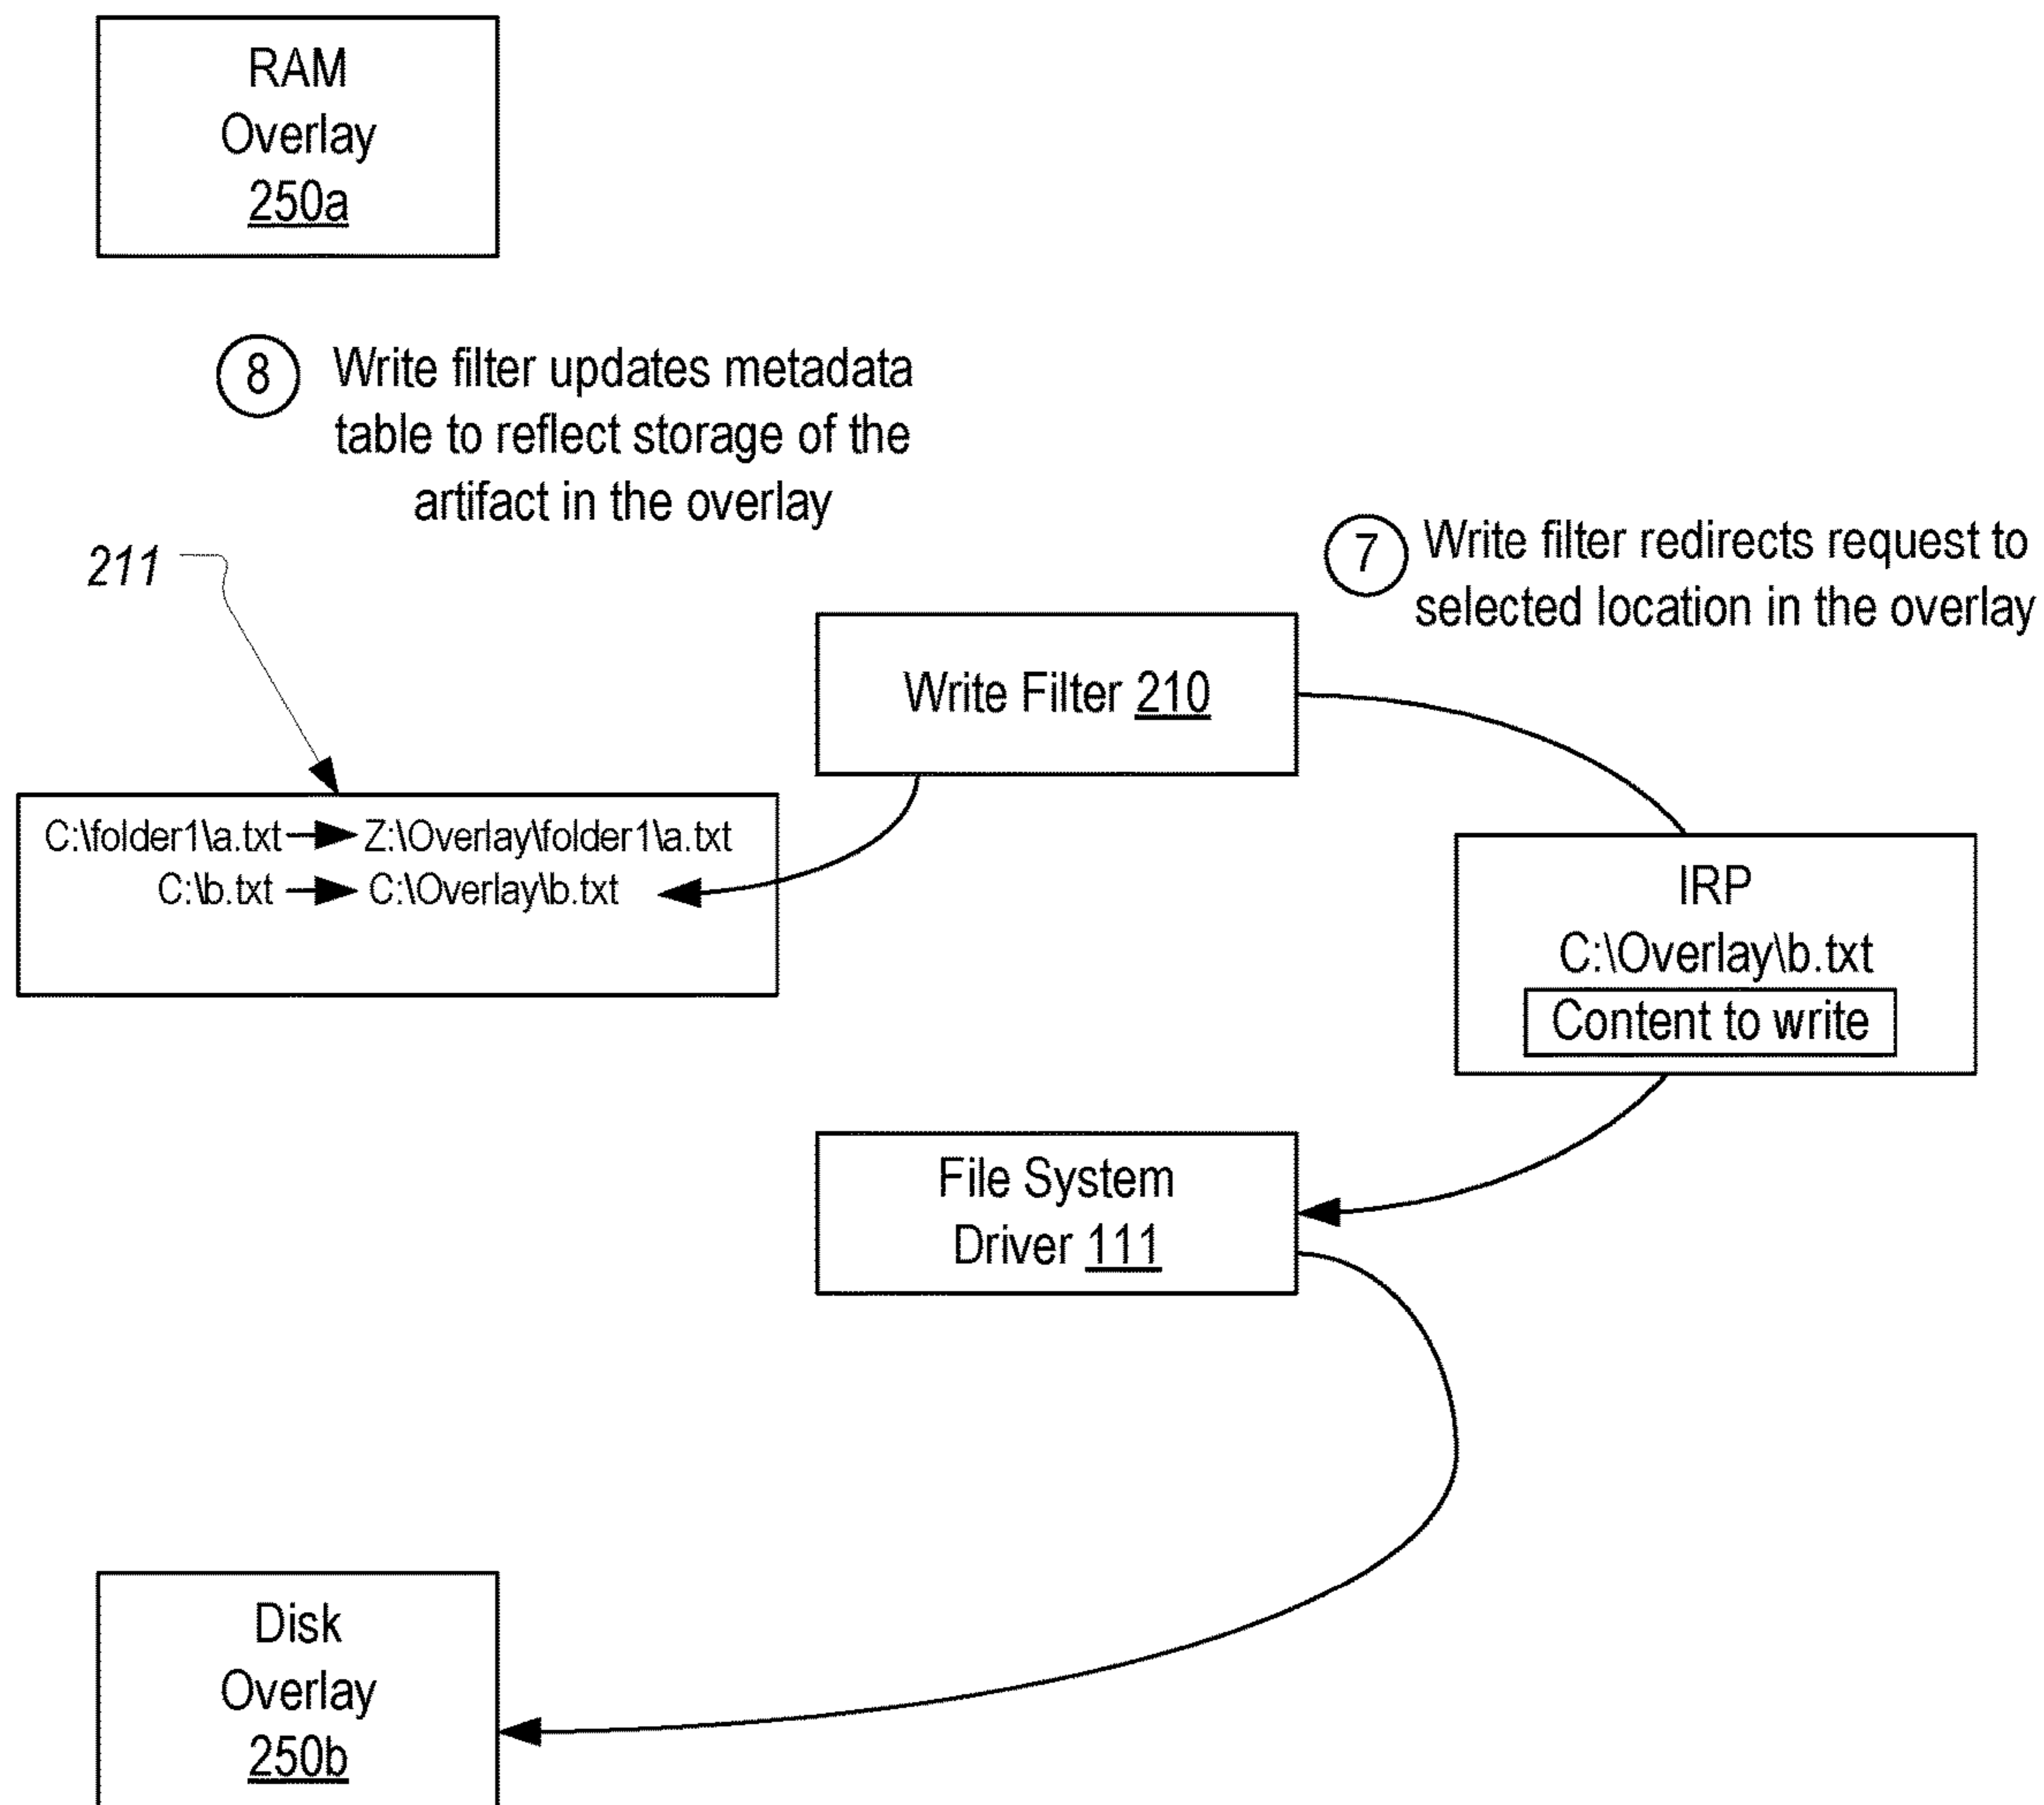 RAM
Overlay
250a
8
Write filter updates metadata
table to reflect storage of the
artifact in the overlay
7
Write filter redirects request to
selected location in the overlay
211
Write Filter 210
C:\folder1\a.txt Z:\Overlay\folder1\a.txt
C:\b.txt C:\Overlay\b.txt
IRP
C:\Overlay\b.txt
Content to write
File System
Driver 111
Disk
Overlay
250b